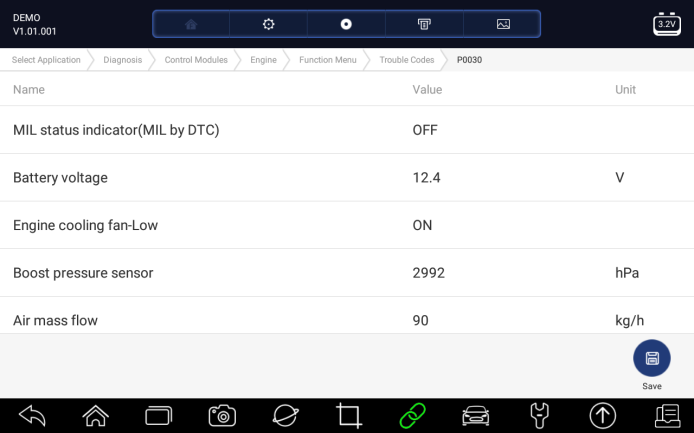 DEMO
V1.01.001
3.2V
Select Application Diagnosis Control Modules Engine Function Menu Trouble Codes P0030
Name Value Unit
MIL status indicator(MIL by DTC) OFF
Battery voltage 12.4 V
Engine cooling fan-Low ON
Boost pressure sensor 2992 hPa
Air mass flow 90 kg/h
Save